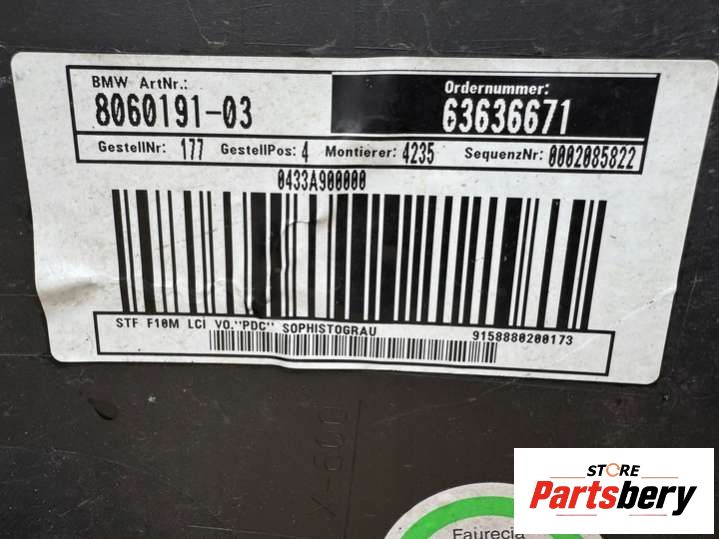 BMW ArtNr.:
8060191-03
Ordernummer:
63636671
GestellNr: 177 GestellPos: 4 Montierer: 4235 SequenzNr: 0002085822
0433A900000
STF F10M LCI VO."PDC" SOPHISTOGRAU
9158880200173
009
Faurecia
STORE
Partsbery